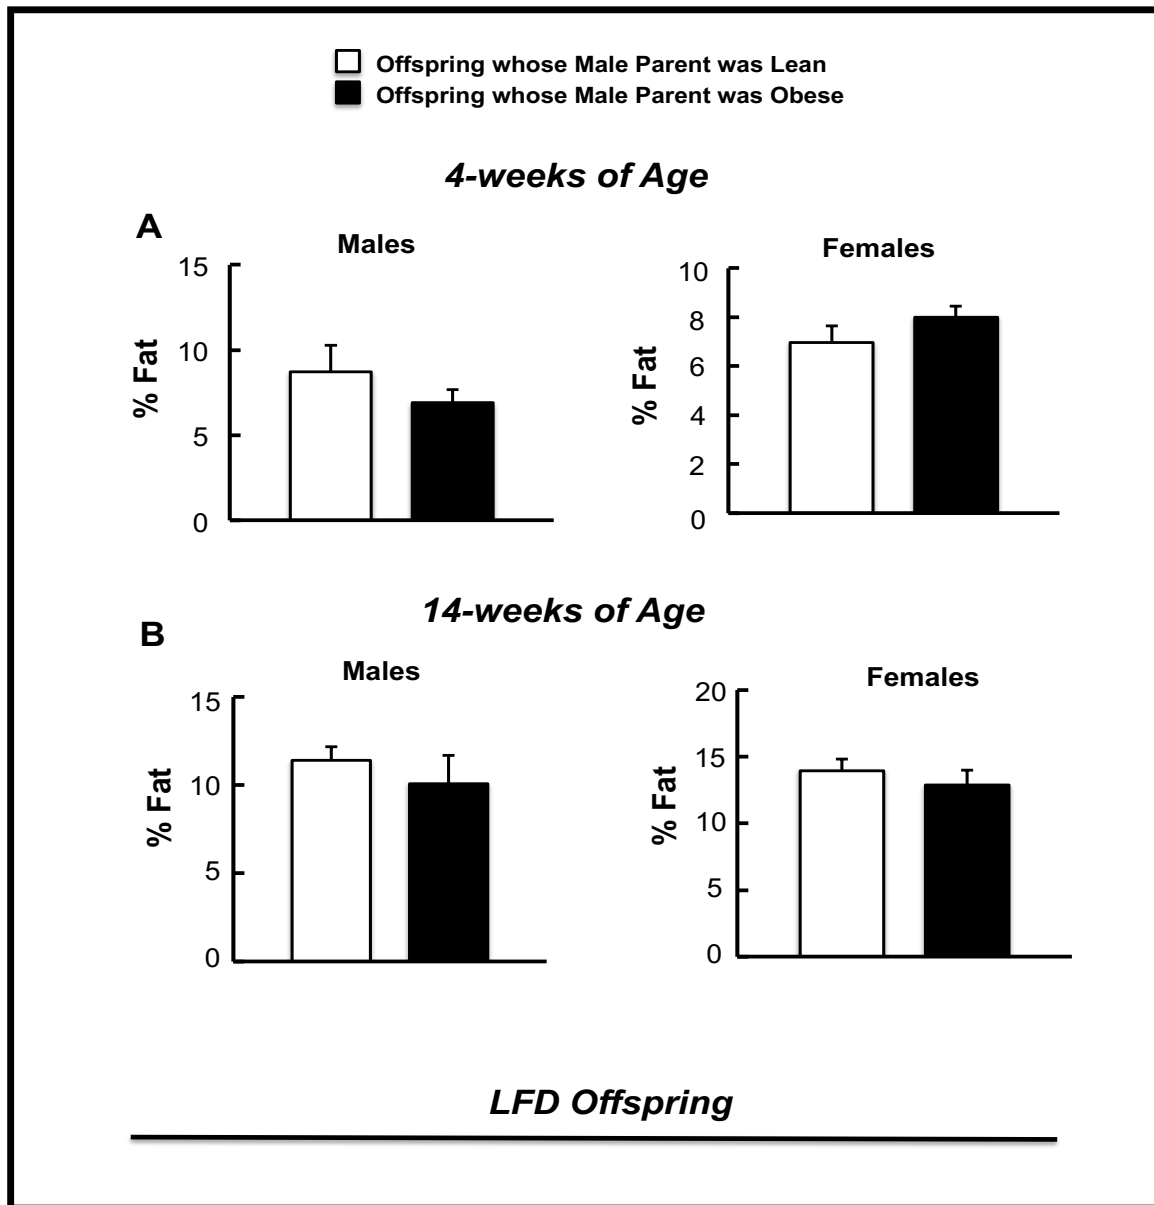 Offspring whose Male Parent was Lean
Offspring whose Male Parent was Obese
4-weeks of Age
A
Males
% Fat
15
10
5
0
Females
% Fat
10
8
6
4
2
0
14-weeks of Age
B
Males
% Fat
15
10
5
0
Females
% Fat
20
15
10
5
0
LFD Offspring